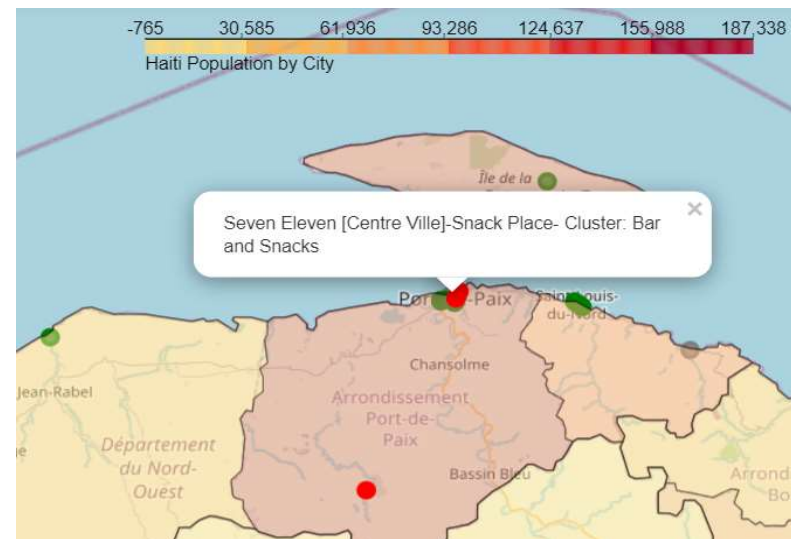 -765 30,585 61,936 93,286 124,637 155,988 187,338
Haiti Population by City
Île de la
×
Seven Eleven [Centre Ville]-Snack Place- Cluster: Bar
and Snacks
Port-de-Paix
Saint-Louis-
du-Nord
Chansolme
Jean-Rabel
Arrondissement
Port-de-
Paix
Département
du Nord-
Ouest
Bassin Bleu
Arrond
Bo